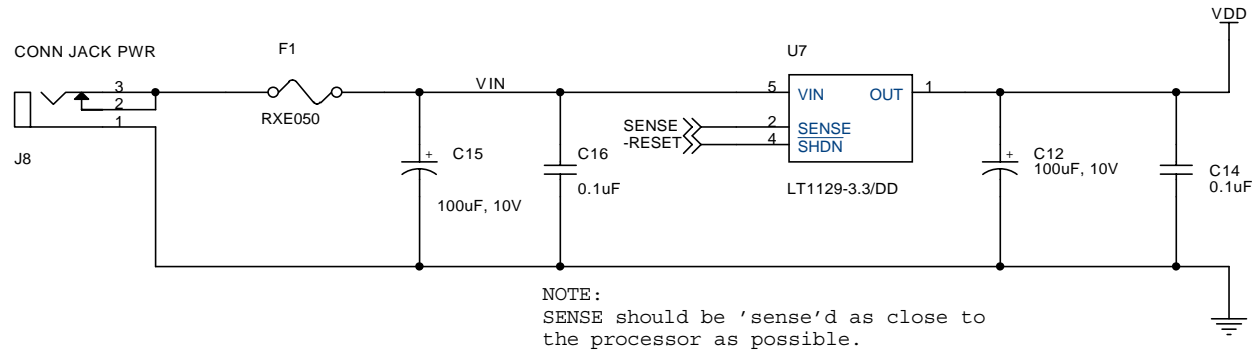 VDD
CONN JACK PWR
F1
U7
3
2
1
VIN
5
VIN
OUT
1
RXE050
SENSE
2
SENSE
-RESET
4
SHDN
J8
C15
C16
C12
100uF, 10V
C14
0.1uF
0.1uF
LT1129-3.3/DD
100uF, 10V
NOTE:
SENSE should be 'sense'd as close to
the processor as possible.